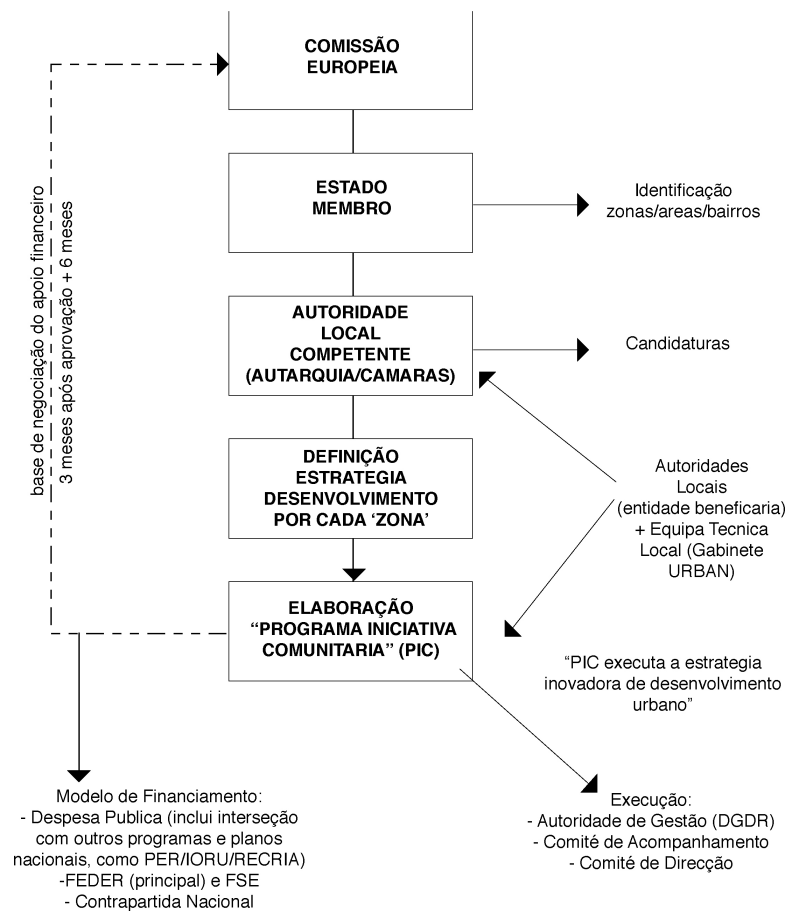 COMISSÃO
EUROPEIA
ESTADO
MEMBRO
Identificação
zonas/areas/bairros
base de negociação do apoio financeiro
3 meses após aprovação + 6 meses
AUTORIDADE
LOCAL
COMPETENTE
(AUTARQUIA/CAMARAS)
Candidaturas
DEFINIÇÃO
ESTRATEGIA
DESENVOLVIMENTO
POR CADA ‘ZONA’
Autoridades
Locais
(entidade beneficaria)
+ Equipa Tecnica
Local (Gabinete
URBAN)
ELABORAÇÃO
“PROGRAMA INICIATIVA
COMUNITARIA” (PIC)
“PIC executa a estrategia
inovadora de desenvolvimento
urbano”
Modelo de Financiamento:
- Despesa Publica (inclui interseção
com outros programas e planos
nacionais, como PER/IORU/RECRIA)
-FEDER (principal) e FSE
- Contrapartida Nacional
Execução:
- Autoridade de Gestão (DGDR)
- Comité de Acompanhamento
- Comité de Direcção